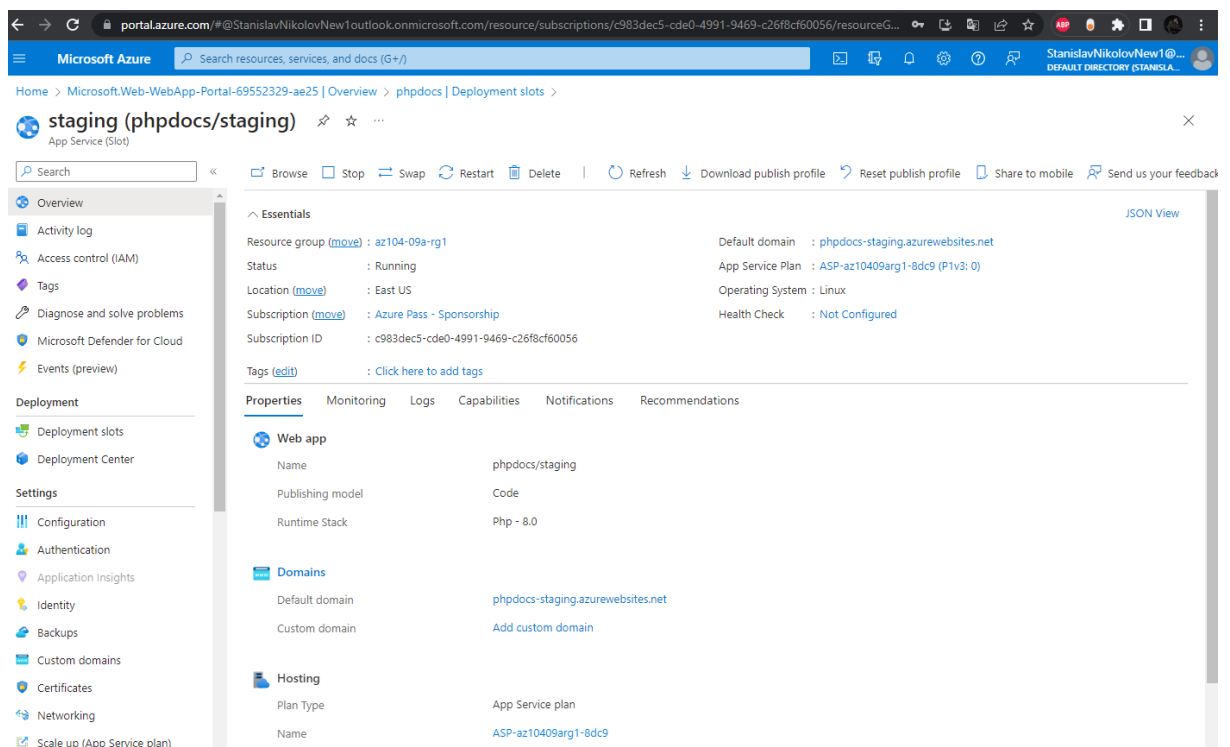 portal.azure.com/#@StanislavNikolovNew1outlook.onmicrosoft.com/resource/subscriptions/c983dec5-cde0-4991-9469-c26f8cf60056/resourceG...
ABP
Microsoft Azure
Search resources, services, and docs (G+/)
StanislavNikolovNew1@...
DEFAULT DIRECTORY (STANISLA...
Home > Microsoft.Web-WebApp-Portal-69552329-ae25 | Overview > phpdocs | Deployment slots >
staging (phpdocs/staging) ...
App Service (Slot)
Search «
Browse Stop Swap Restart Delete | Refresh Download publish profile Reset publish profile Share to mobile Send us your feedback
Overview
Activity log
Access control (IAM)
Tags
Diagnose and solve problems
Microsoft Defender for Cloud
Events (preview)
Deployment
Deployment slots
Deployment Center
Settings
Configuration
Authentication
Application Insights
Identity
Backups
Custom domains
Certificates
Networking
Scale up (App Service plan)
Essentials
JSON View
Resource group (move) : az104-09a-rg1
Status : Running
Location (move) : East US
Subscription (move) : Azure Pass - Sponsorship
Subscription ID : c983dec5-cde0-4991-9469-c26f8cf60056
Tags (edit) : Click here to add tags
Default domain : phpdocs-staging.azurewebsites.net
App Service Plan : ASP-az10409arg1-8dc9 (P1v3: 0)
Operating System : Linux
Health Check : Not Configured
Properties Monitoring Logs Capabilities Notifications Recommendations
Web app
Name phpdocs/staging
Publishing model Code
Runtime Stack Php - 8.0
Domains
Default domain phpdocs-staging.azurewebsites.net
Custom domain Add custom domain
Hosting
Plan Type App Service plan
Name ASP-az10409arg1-8dc9